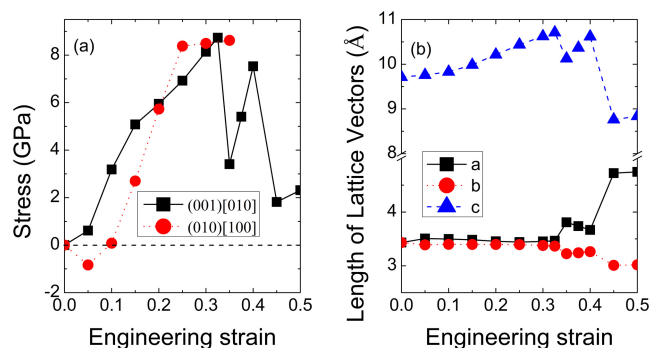 (a)
Stress (GPa)
8
6
4
2
0
-2
(001)[010]
(010)[100]
0.0 0.1 0.2 0.3 0.4 0.5
Engineering strain
(b)
Length of Lattice Vectors (Å)
11
10
9
8
4
3
a
b
c
0.0 0.1 0.2 0.3 0.4 0.5
Engineering strain